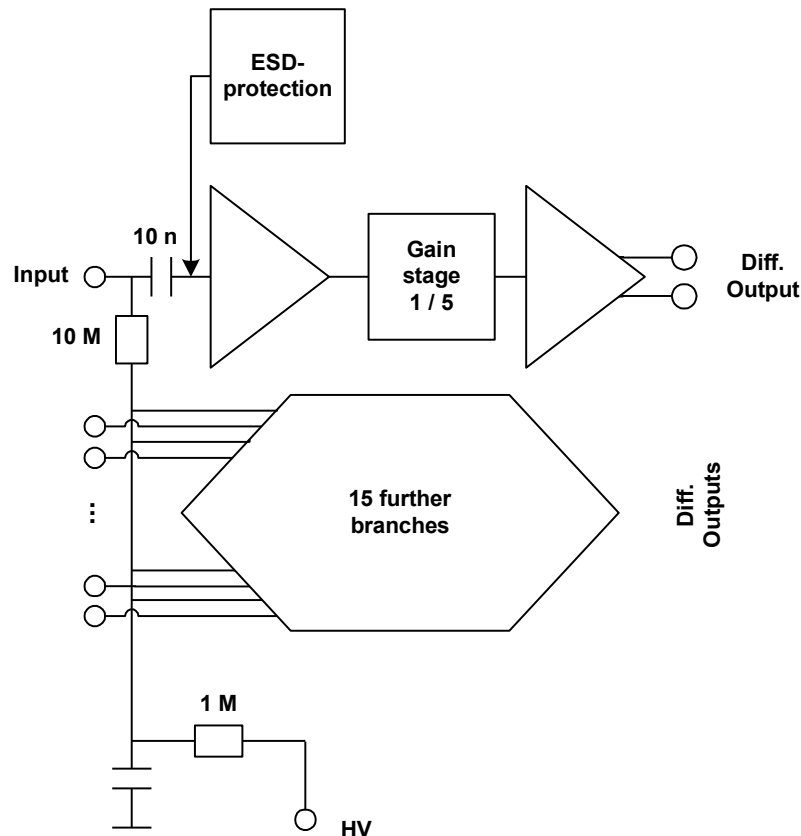 ESD-
protection
10 n
Input
Gain
stage
1 / 5
Diff.
Output
10 M
15 further
branches
...
Diff.
Outputs
1 M
HV